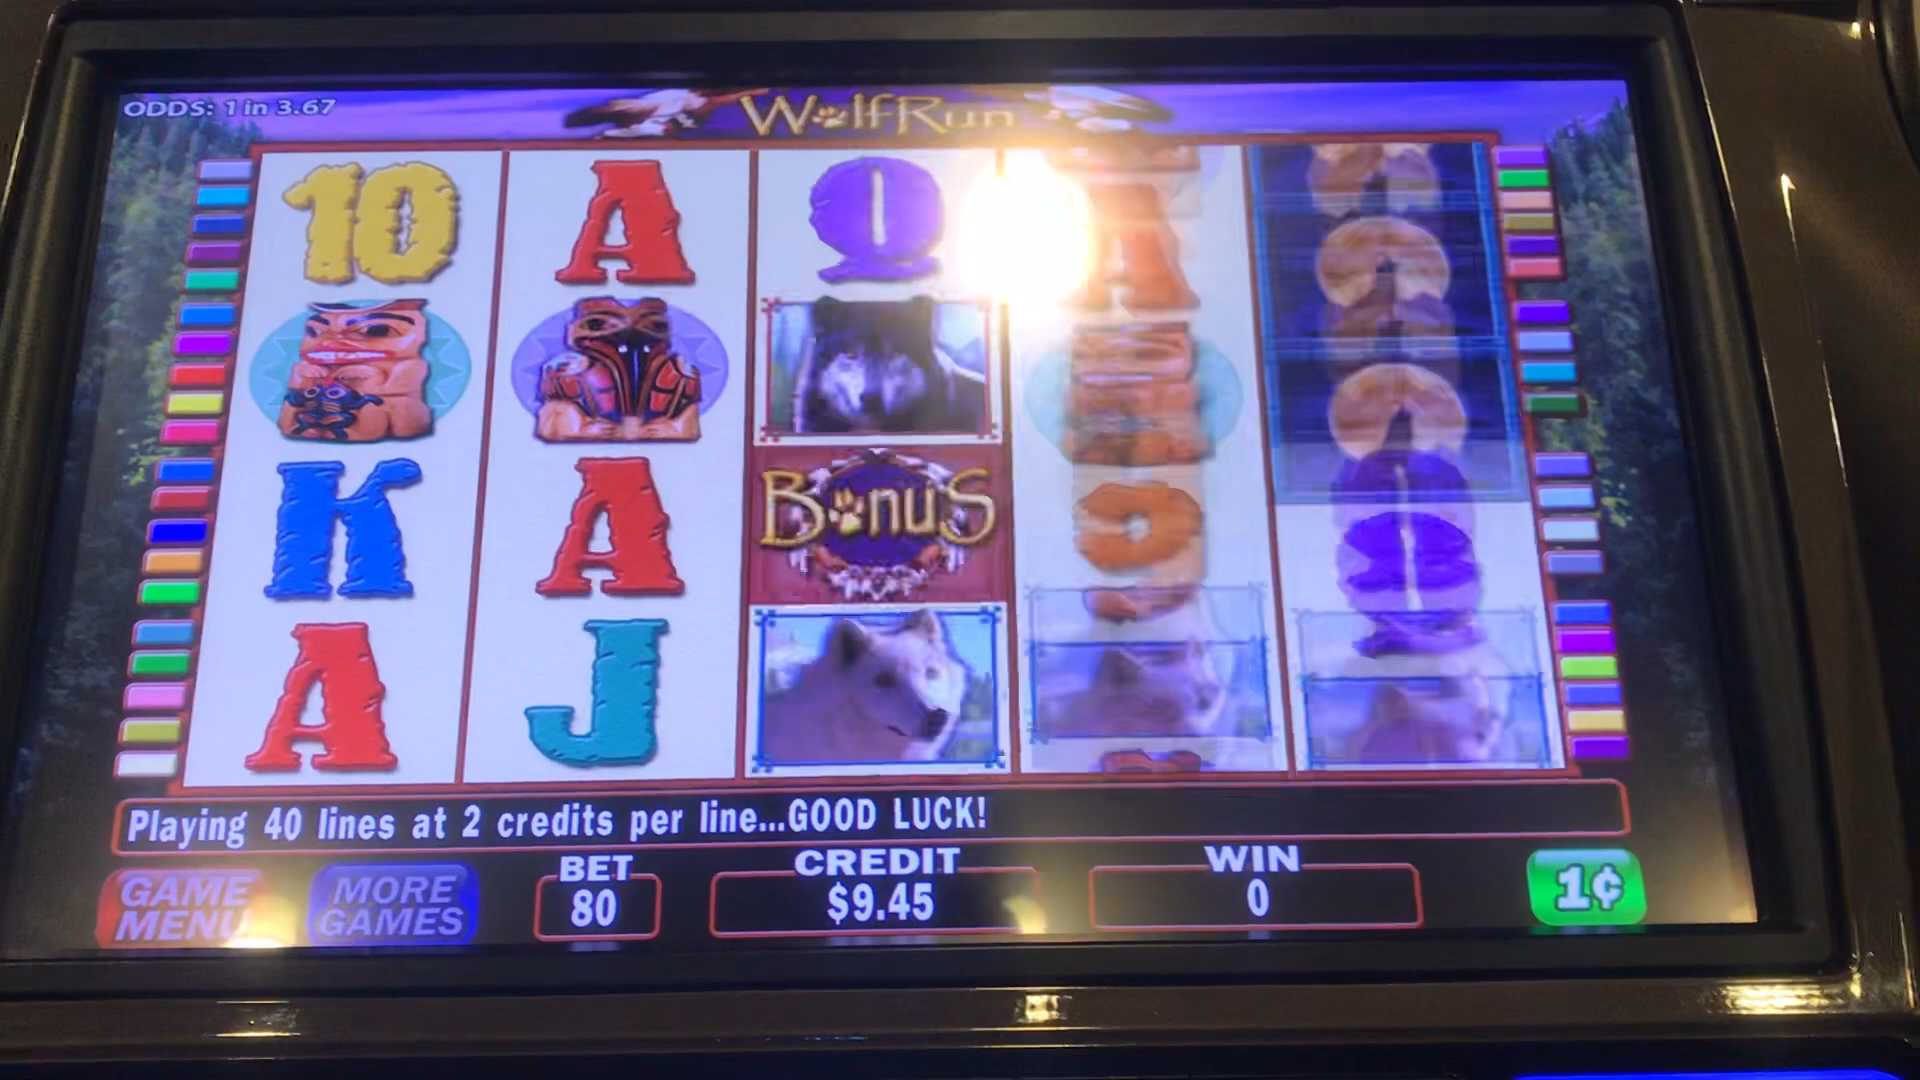 ODDS: 1 in 3.67
WolfRun
10 A Q A
BonuS
K A
A J
Playing 40 lines at 2 credits per line...GOOD LUCK!
GAME MENU
MORE GAMES
BET
80
CREDIT
$9.45
WIN
0
1¢